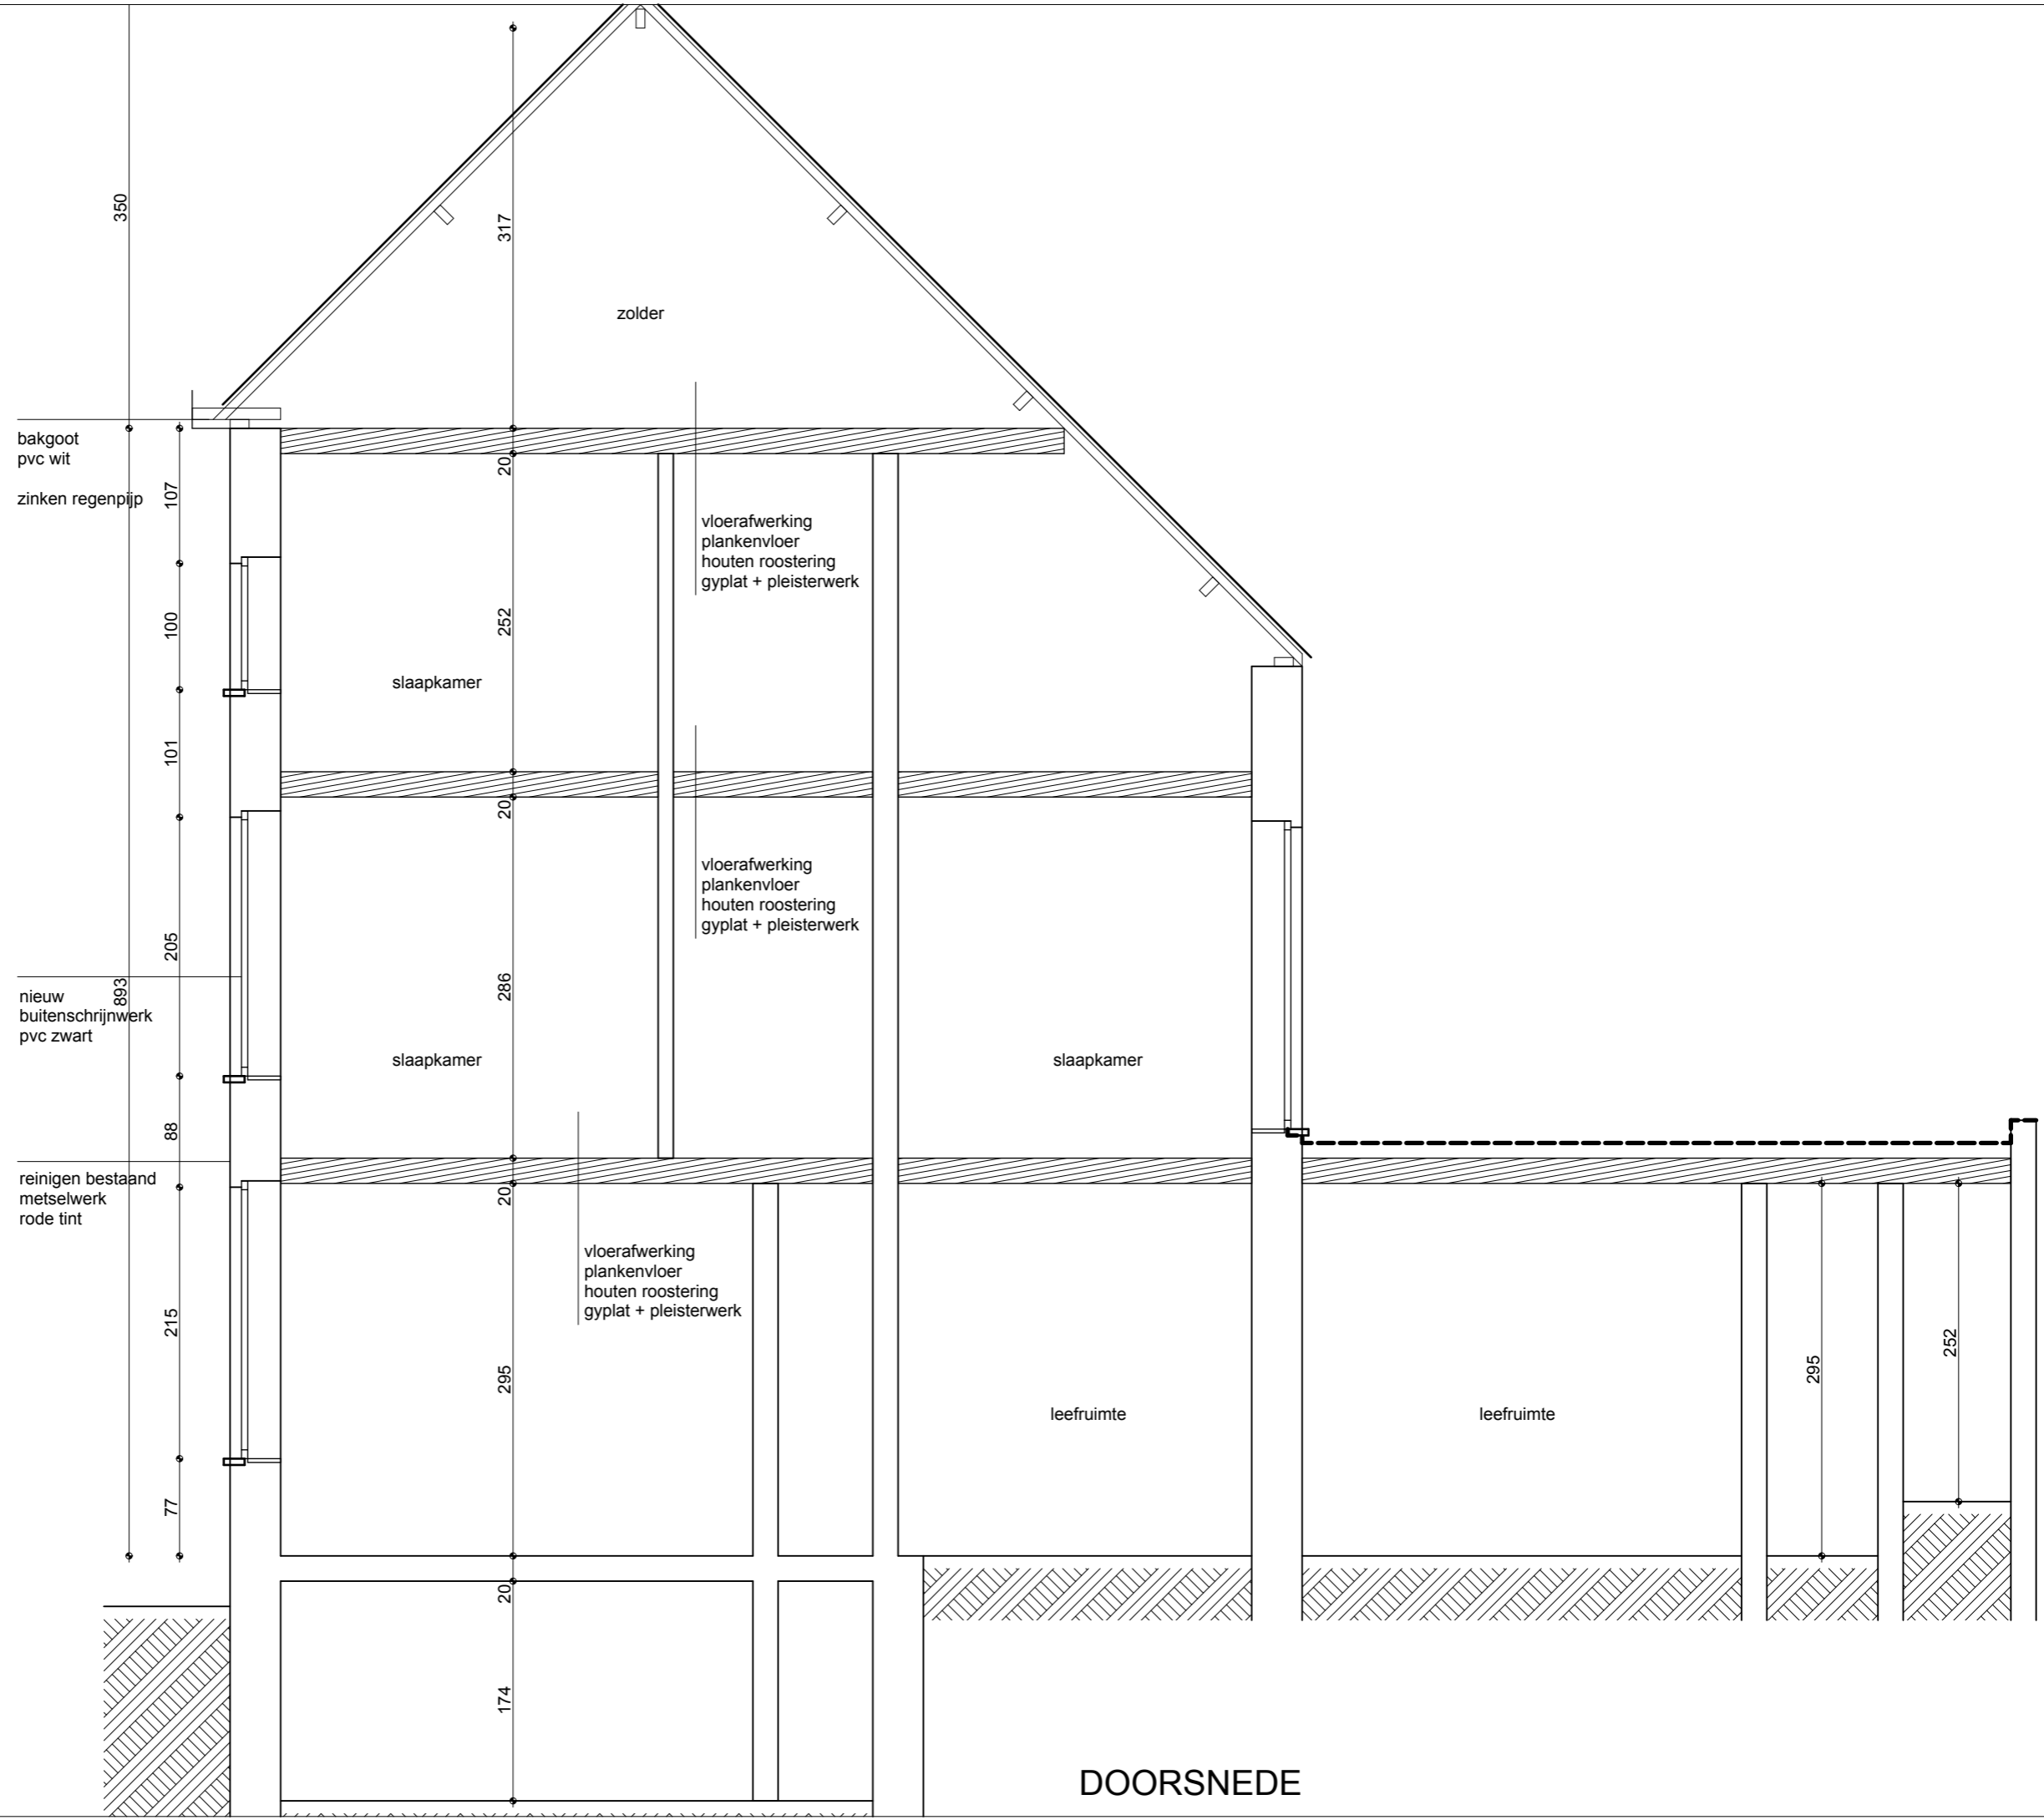 350
317
zolder
bakgoot
pvc wit
zinken regenpijp
107
20
vloerafwerking
plankenvloer
houten roostering
gyplat + pleisterwerk
100
252
slaapkamer
101
20
vloerafwerking
plankenvloer
houten roostering
gyplat + pleisterwerk
205
893
286
nieuw
buitenschrijnwerk
pvc zwart
slaapkamer
slaapkamer
88
reinigen bestaand
metselwerk
rode tint
20
vloerafwerking
plankenvloer
houten roostering
gyplat + pleisterwerk
215
295
295
252
leefruimte
leefruimte
77
20
174
DOORSNEDE